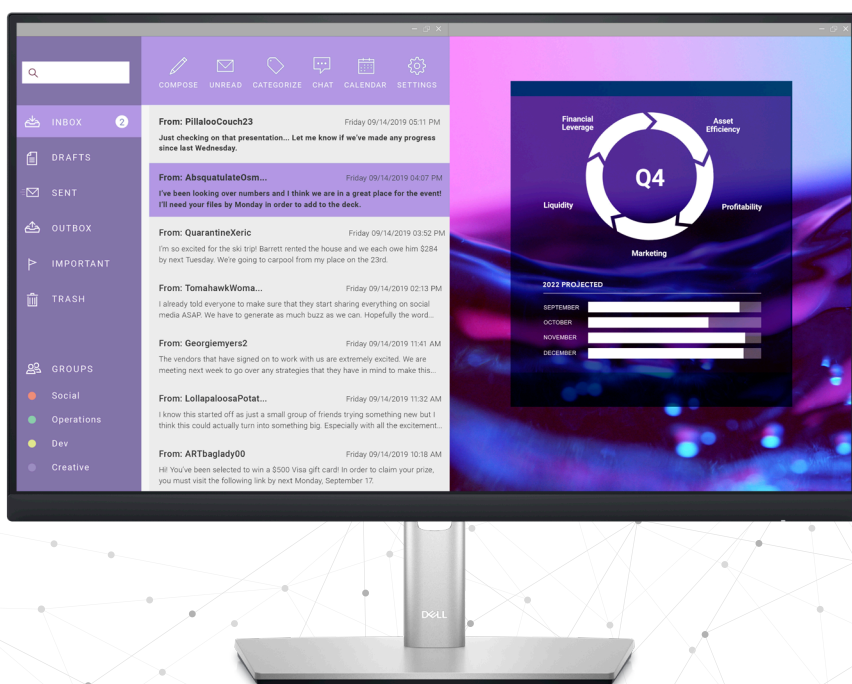 COMPOSE UNREAD CATEGORIZE CHAT CALENDAR SETTINGS
INBOX 2
DRAFTS
SENT
OUTBOX
IMPORTANT
TRASH
GROUPS
Social
Operations
Dev
Creative
From: PillalooCouch23 Friday 09/14/2019 05:11 PM
Just checking on that presentation... Let me know if we've made any progress
since last Wednesday.
From: AbsquatulateOsm... Friday 09/14/2019 04:07 PM
I've been looking over numbers and I think we are in a great place for the event!
I'll need your files by Monday in order to add to the deck.
From: QuarantineXeric Friday 09/14/2019 03:52 PM
I'm so excited for the ski trip! Barrett rented the house and we each owe him $284
by next Tuesday. We're going to carpool from my place on the 23rd.
From: TomahawkWoma... Friday 09/14/2019 02:13 PM
I already told everyone to make sure that they start sharing everything on social
media ASAP. We have to generate as much buzz as we can. Hopefully the word...
From: Georgiemyers2 Friday 09/14/2019 11:41 AM
The vendors that have signed on to work with us are extremely excited. We are
meeting next week to go over any strategies that they have in mind to make this...
From: LollapaloosaPotat... Friday 09/14/2019 11:32 AM
I know this started off as just a small group of friends trying something new but I
think this could actually turn into something big. Especially with all the excitement...
From: ARTbaglady00 Friday 09/14/2019 10:18 AM
Hi! You've been selected to win a $500 Visa gift card! In order to claim your prize,
you must visit the following link by next Monday, September 17.
Financial
Leverage
Asset
Efficiency
Q4
Liquidity
Profitability
Marketing
2022 PROJECTED
SEPTEMBER
OCTOBER
NOVEMBER
DECEMBER
DELL